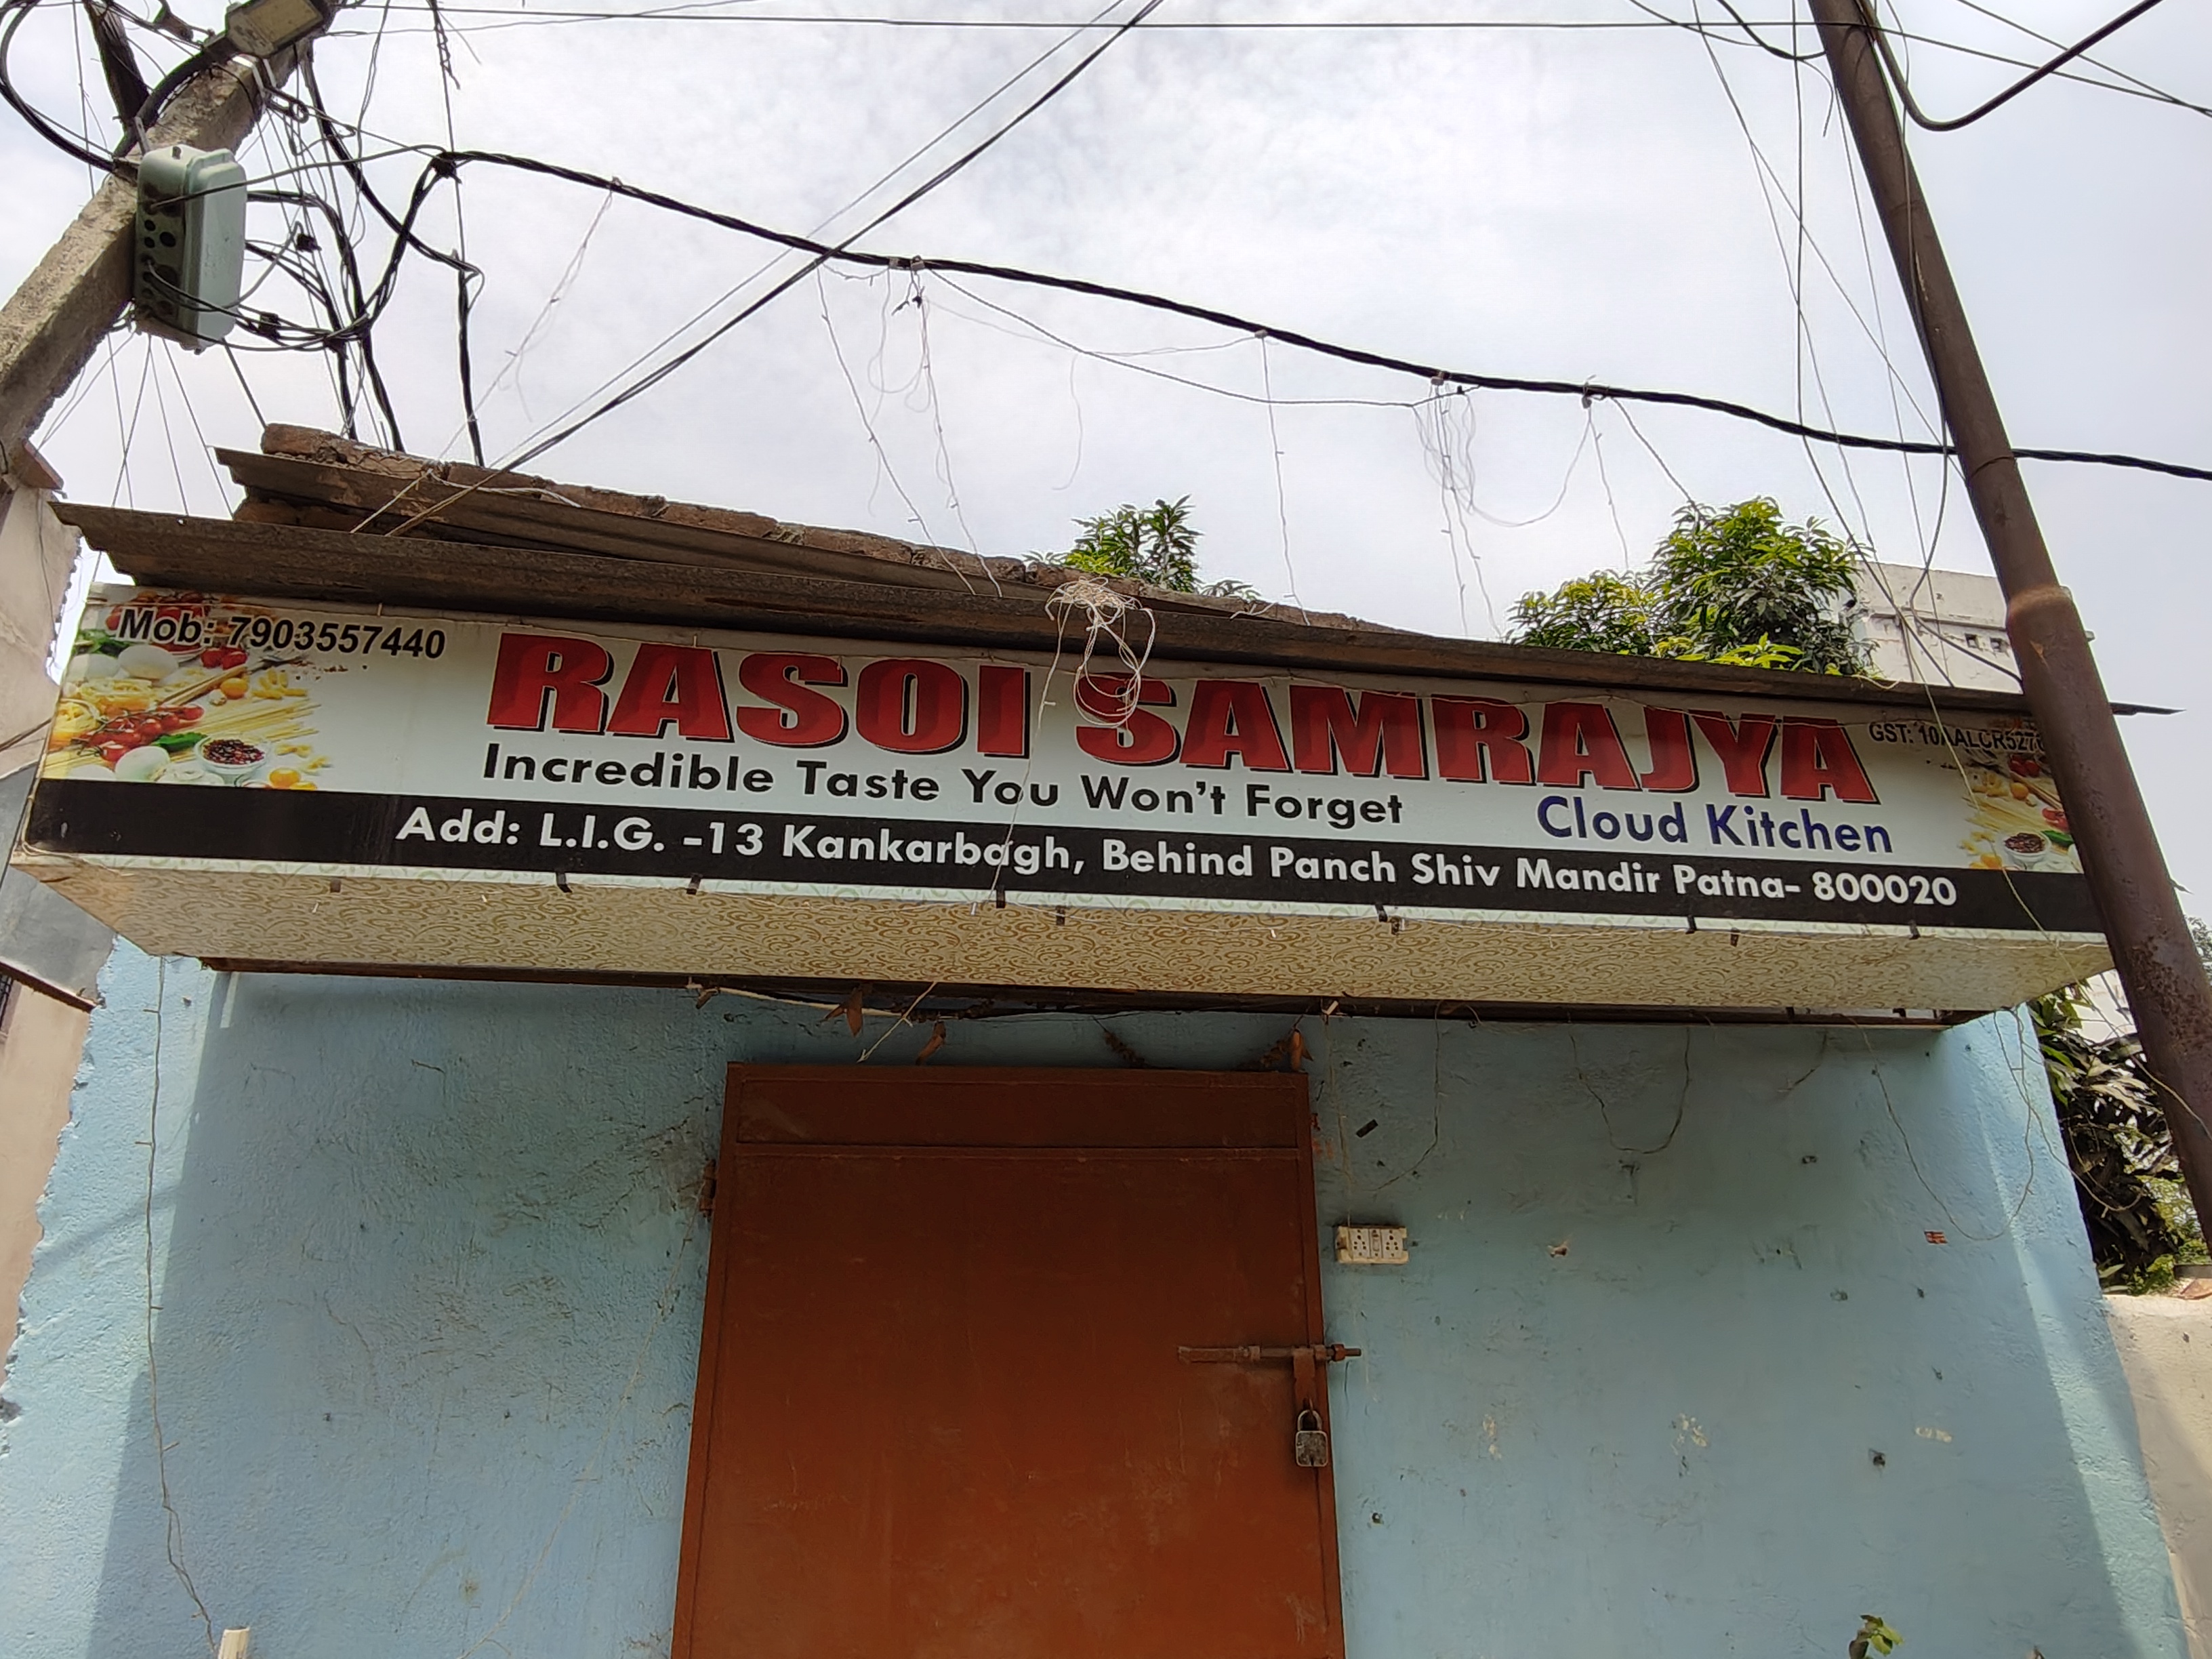 Mob: 7903557440
RASOI SAMRAJYA
Incredible Taste You Won't Forget
Cloud Kitchen
GST:
Add: L.I.G. -13 Kankarbagh, Behind Panch Shiv Mandir Patna- 800020